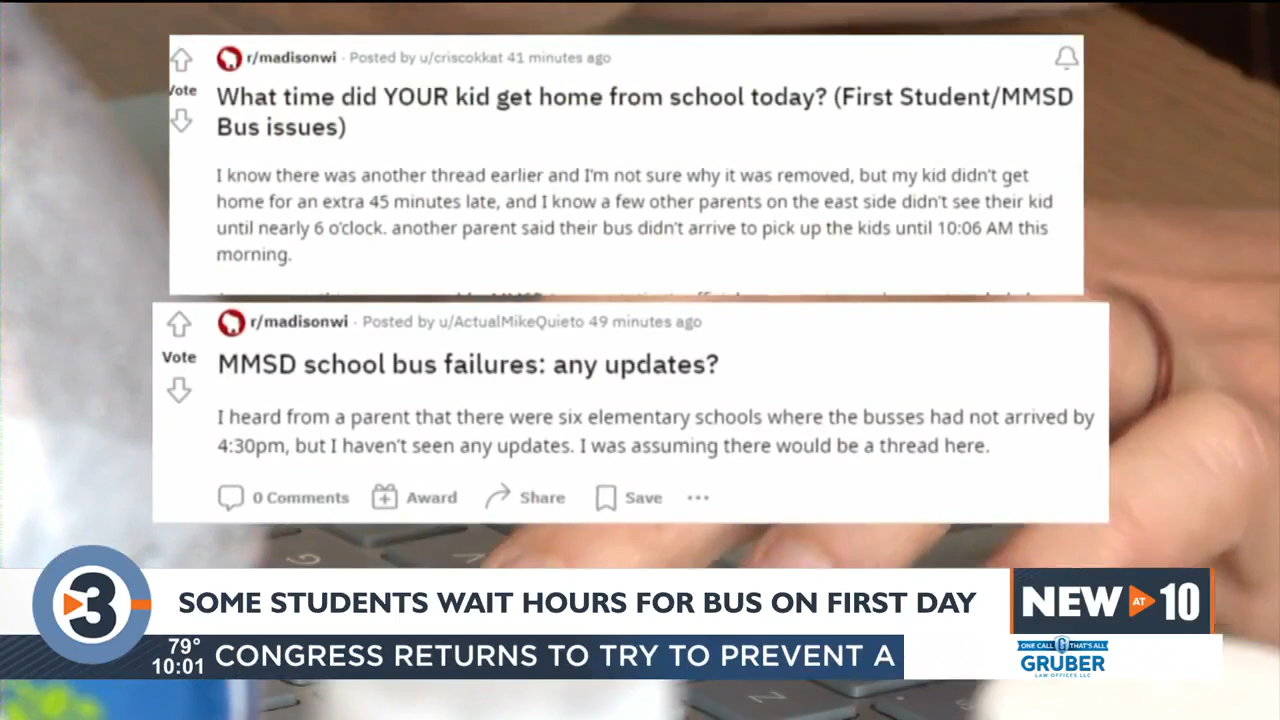 r/madisonwi · Posted by u/criscokkat 41 minutes ago
Vote
What time did YOUR kid get home from school today? (First Student/MMSD
Bus issues)
I know there was another thread earlier and I'm not sure why it was removed, but my kid didn't get
home for an extra 45 minutes late, and I know a few other parents on the east side didn't see their kid
until nearly 6 o'clock. another parent said their bus didn't arrive to pick up the kids until 10:06 AM this
morning.
r/madisonwi · Posted by u/ActualMikeQuieto 49 minutes ago
Vote
MMSD school bus failures: any updates?
I heard from a parent that there were six elementary schools where the busses had not arrived by
4:30pm, but I haven't seen any updates. I was assuming there would be a thread here.
0 Comments Award Share Save ...
G
V
3
SOME STUDENTS WAIT HOURS FOR BUS ON FIRST DAY
NEW AT 10
79°
10:01
CONGRESS RETURNS TO TRY TO PREVENT A
ONE CALL G THAT'S ALL
GRUBER
LAW OFFICES LLC
N